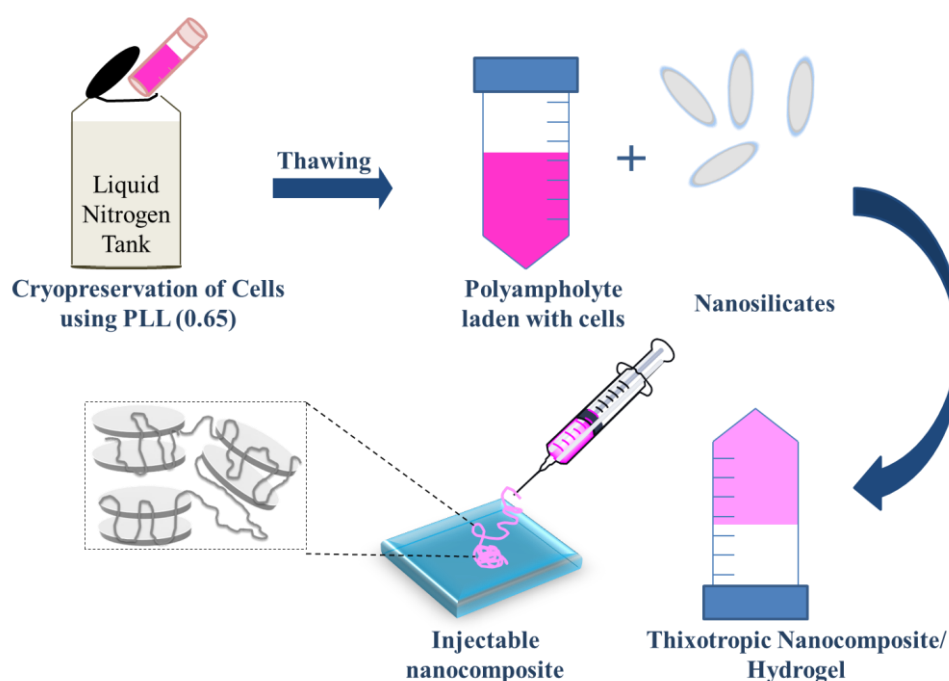 Liquid
Nitrogen
Tank
Thawing
+
Cryopreservation of Cells
using PLL (0.65)
Polyampholyte
laden with cells
Nanosilicates
Injectable
nanocomposite
Thixotropic Nanocomposite/
Hydrogel